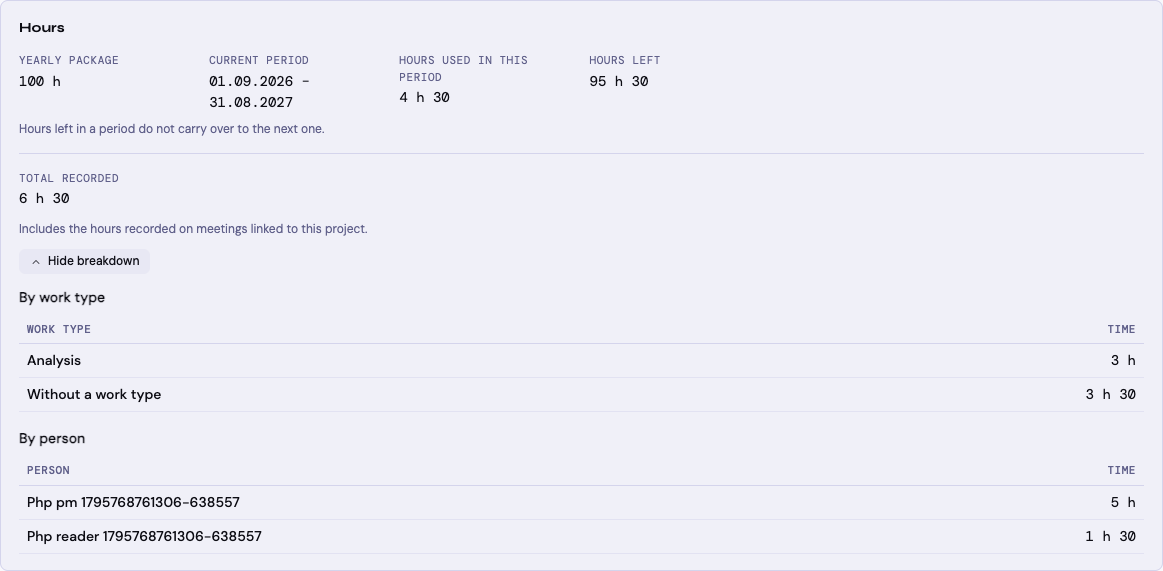 Hours
YEARLY PACKAGE
100 h
CURRENT PERIOD
01.09.2026 –
31.08.2027
HOURS USED IN THIS
PERIOD
4 h 30
HOURS LEFT
95 h 30
Hours left in a period do not carry over to the next one.
TOTAL RECORDED
6 h 30
Includes the hours recorded on meetings linked to this project.
Hide breakdown
By work type
WORK TYPE TIME
Analysis 3 h
Without a work type 3 h 30
By person
PERSON TIME
Php pm 1795768761306-638557 5 h
Php reader 1795768761306-638557 1 h 30